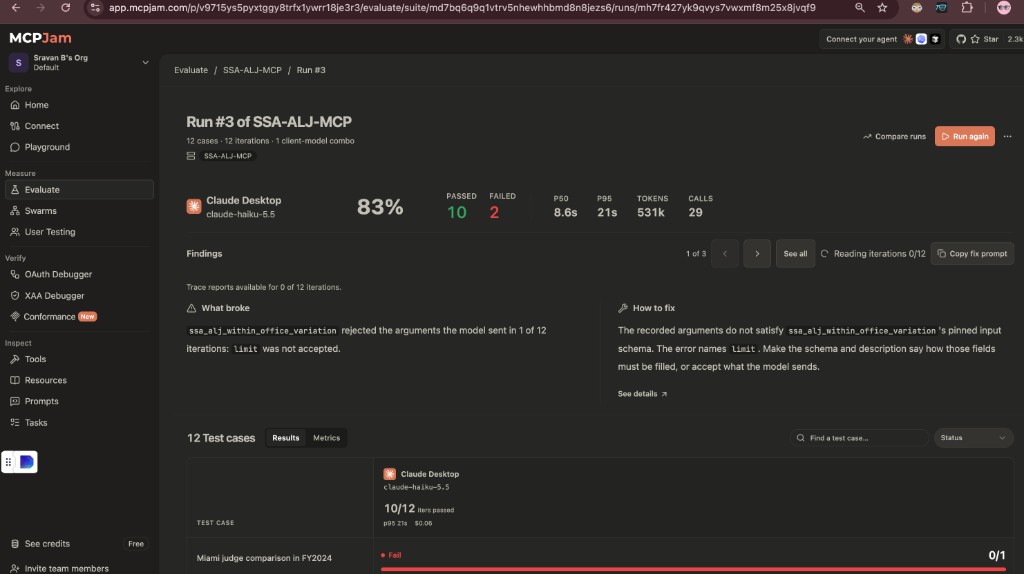 app.mcpjam.com/p/v9715ys5pyxtggy8trfx1ywrr18je3r3/evaluate/suite/md7bq6q9q1vtrv5nhewhhbmd8n8jezs6/runs/mh7fr427yk9qvys7vwxmf8m25x8jvqf9
MCPJam
S
Sravan B's Org
Default
Explore
Home
Connect
Playground
Measure
Evaluate
Swarms
User Testing
Verify
OAuth Debugger
XAA Debugger
Conformance New
Inspect
Tools
Resources
Prompts
Tasks
See credits Free
Invite team members
Connect your agent
Star 2.3k
Evaluate / SSA-ALJ-MCP / Run #3
Run #3 of SSA-ALJ-MCP
12 cases · 12 iterations · 1 client-model combo
SSA-ALJ-MCP
Compare runs
Run again
Claude Desktop
claude-haiku-5.5
83%
PASSED FAILED P50 P95 TOKENS CALLS
10 2 8.6s 21s 531k 29
Findings
1 of 3
See all
Reading iterations 0/12
Copy fix prompt
Trace reports available for 0 of 12 iterations.
What broke
ssa_alj_within_office_variation rejected the arguments the model sent in 1 of 12
iterations: limit was not accepted.
How to fix
The recorded arguments do not satisfy ssa_alj_within_office_variation 's pinned input
schema. The error names limit . Make the schema and description say how those fields
must be filled, or accept what the model sends.
See details
12 Test cases Results Metrics
Find a test case...
Status
TEST CASE
Claude Desktop
claude-haiku-5.5
10/12 iters passed
p95 21s $0.06
Miami judge comparison in FY2024
Fail
0/1